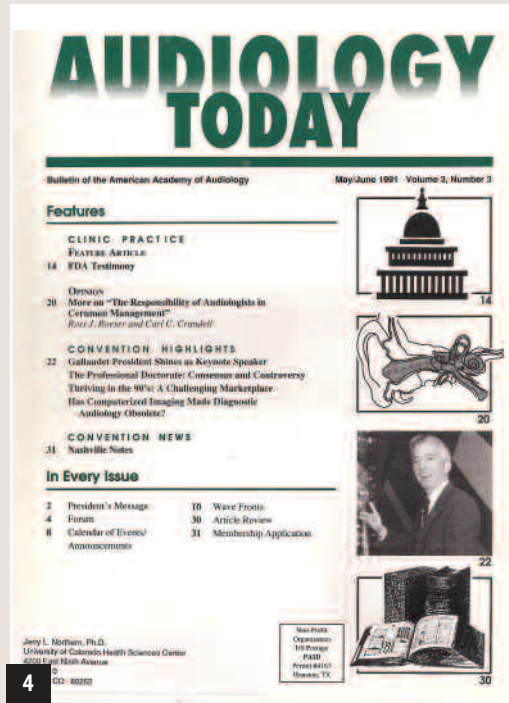 AUDIOLOGY
TODAY
Bulletin of the American Academy of Audiology
May/June 1991 Volume 3, Number 3
Features
CLINIC PRACTICE
FEATURE ARTICLE
14 FDA Testimony
OPINION
20 More on "The Responsibility of Audiologists in
Cerumen Management"
Ross J. Roeser and Carl C. Crandell
CONVENTION HIGHLIGHTS
22 Gallaudet President Shines as Keynote Speaker
The Professional Doctorate: Consensus and Controversy
Thriving in the 90's: A Challenging Marketplace
Has Computerized Imaging Made Diagnostic
Audiology Obsolete?
CONVENTION NEWS
31 Nashville Notes
In Every Issue
2 President's Message
4 Forum
8 Calendar of Events/
Announcements
10 Wave Fronts
30 Article Review
31 Membership Application
14
20
22
30
Jerry L. Northern, Ph.D.
University of Colorado Health Sciences Center
4200 East Ninth Avenue
CO 80262
Non Profit
Organization
US Postage
PAID
Permit #4163
Houston, TX
4